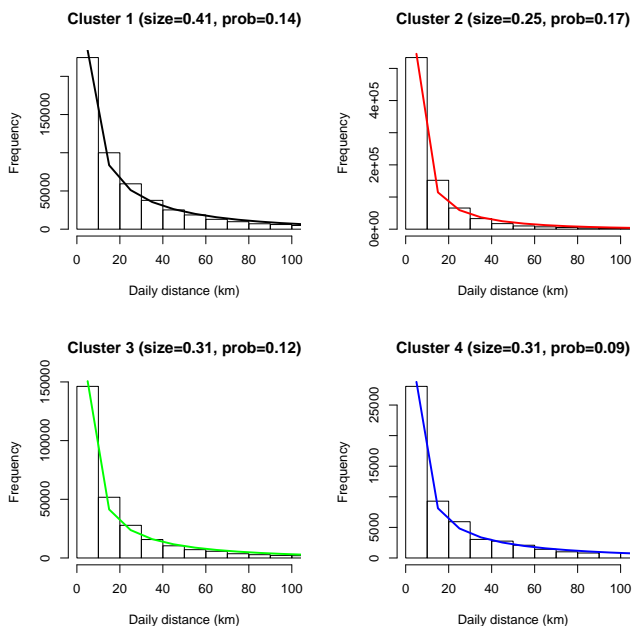 Cluster 1 (size=0.41, prob=0.14)
Frequency
0 50000 150000
0 20 40 60 80 100
Daily distance (km)
Cluster 2 (size=0.25, prob=0.17)
Frequency
0e+00 2e+05 4e+05
0 20 40 60 80 100
Daily distance (km)
Cluster 3 (size=0.31, prob=0.12)
Frequency
0 50000 100000 150000
0 20 40 60 80 100
Daily distance (km)
Cluster 4 (size=0.31, prob=0.09)
Frequency
0 5000 15000 25000
0 20 40 60 80 100
Daily distance (km)